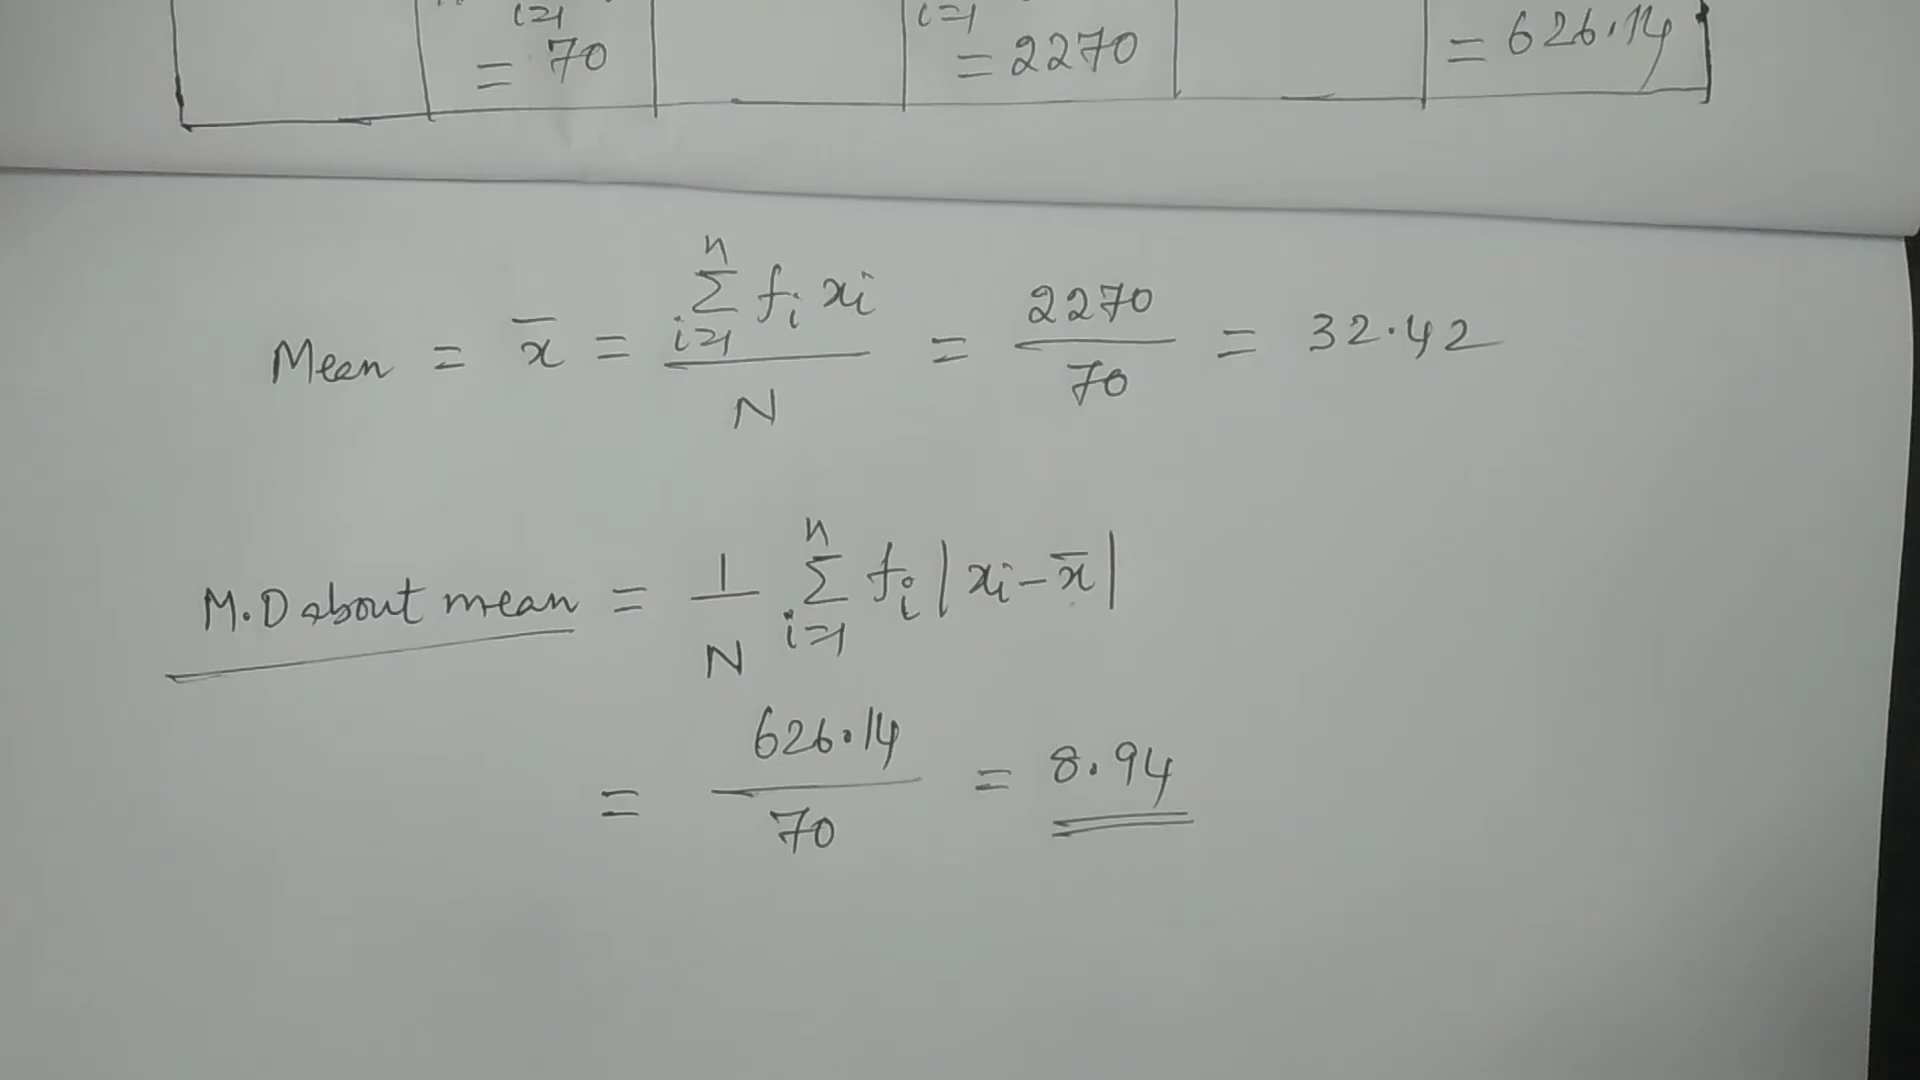 i=1 i=1
= 70 = 2270 = 626.14
Mean = x̄ = n Σ i=1 fi xi / N = 2270 / 70 = 32.42
M.D about mean = 1/N n Σ i=1 fi |xi - x̄|
= 626.14 / 70 = 8.94